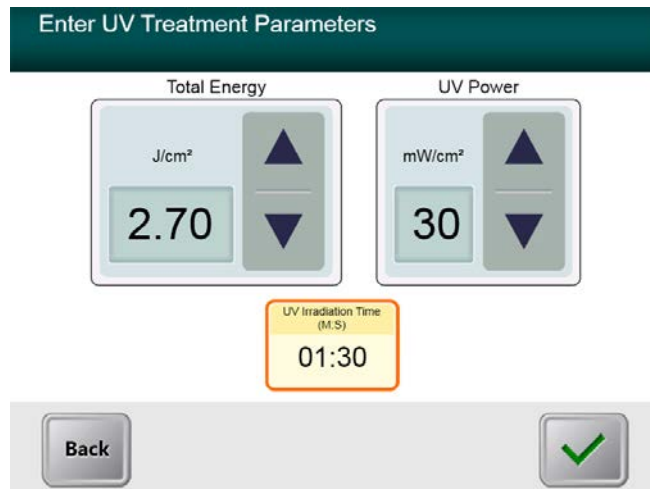 Enter UV Treatment Parameters
Total Energy
UV Power
J/cm²
mW/cm²
2.70
30
UV Irradiation Time
(M:S)
01:30
Back